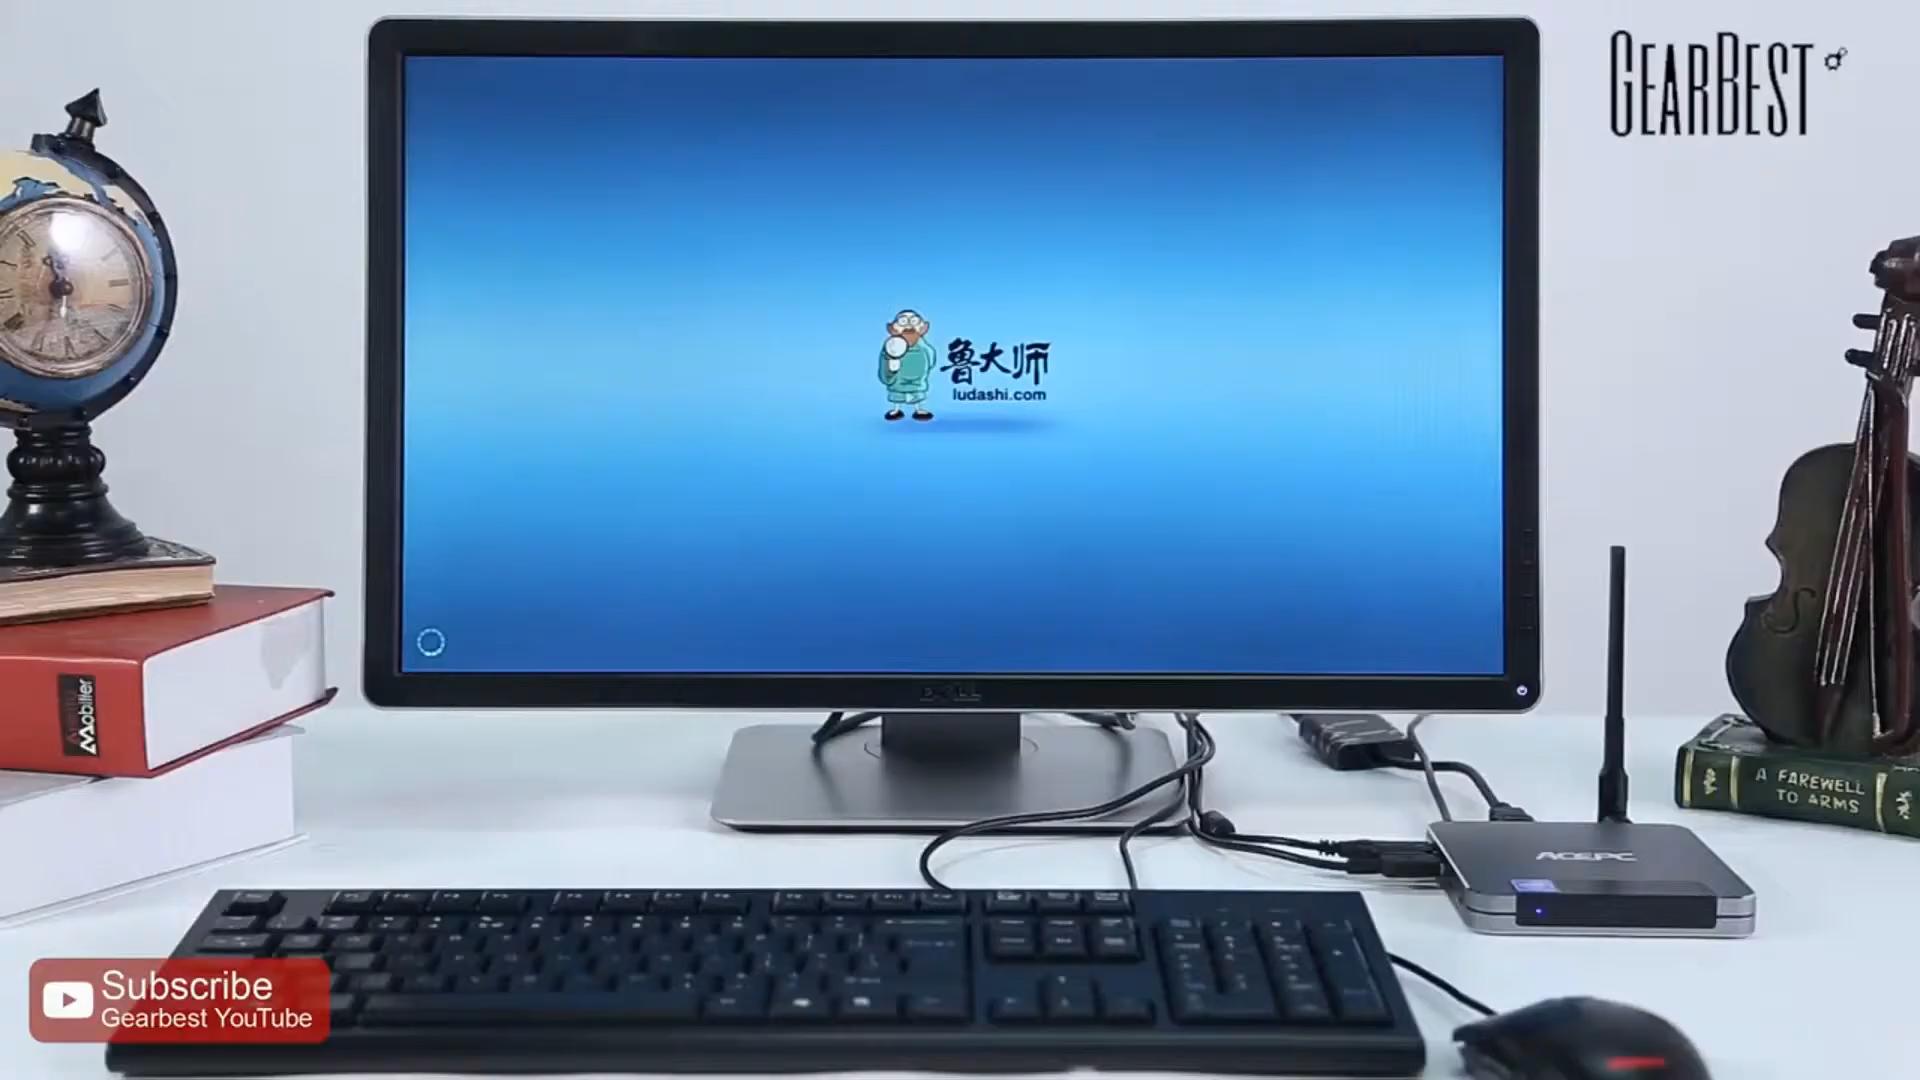 GEARBEST
鲁大师
ludashi.com
Mobilier
DELL
A FAREWELL
TO ARMS
ACEPC
Subscribe
Gearbest YouTube